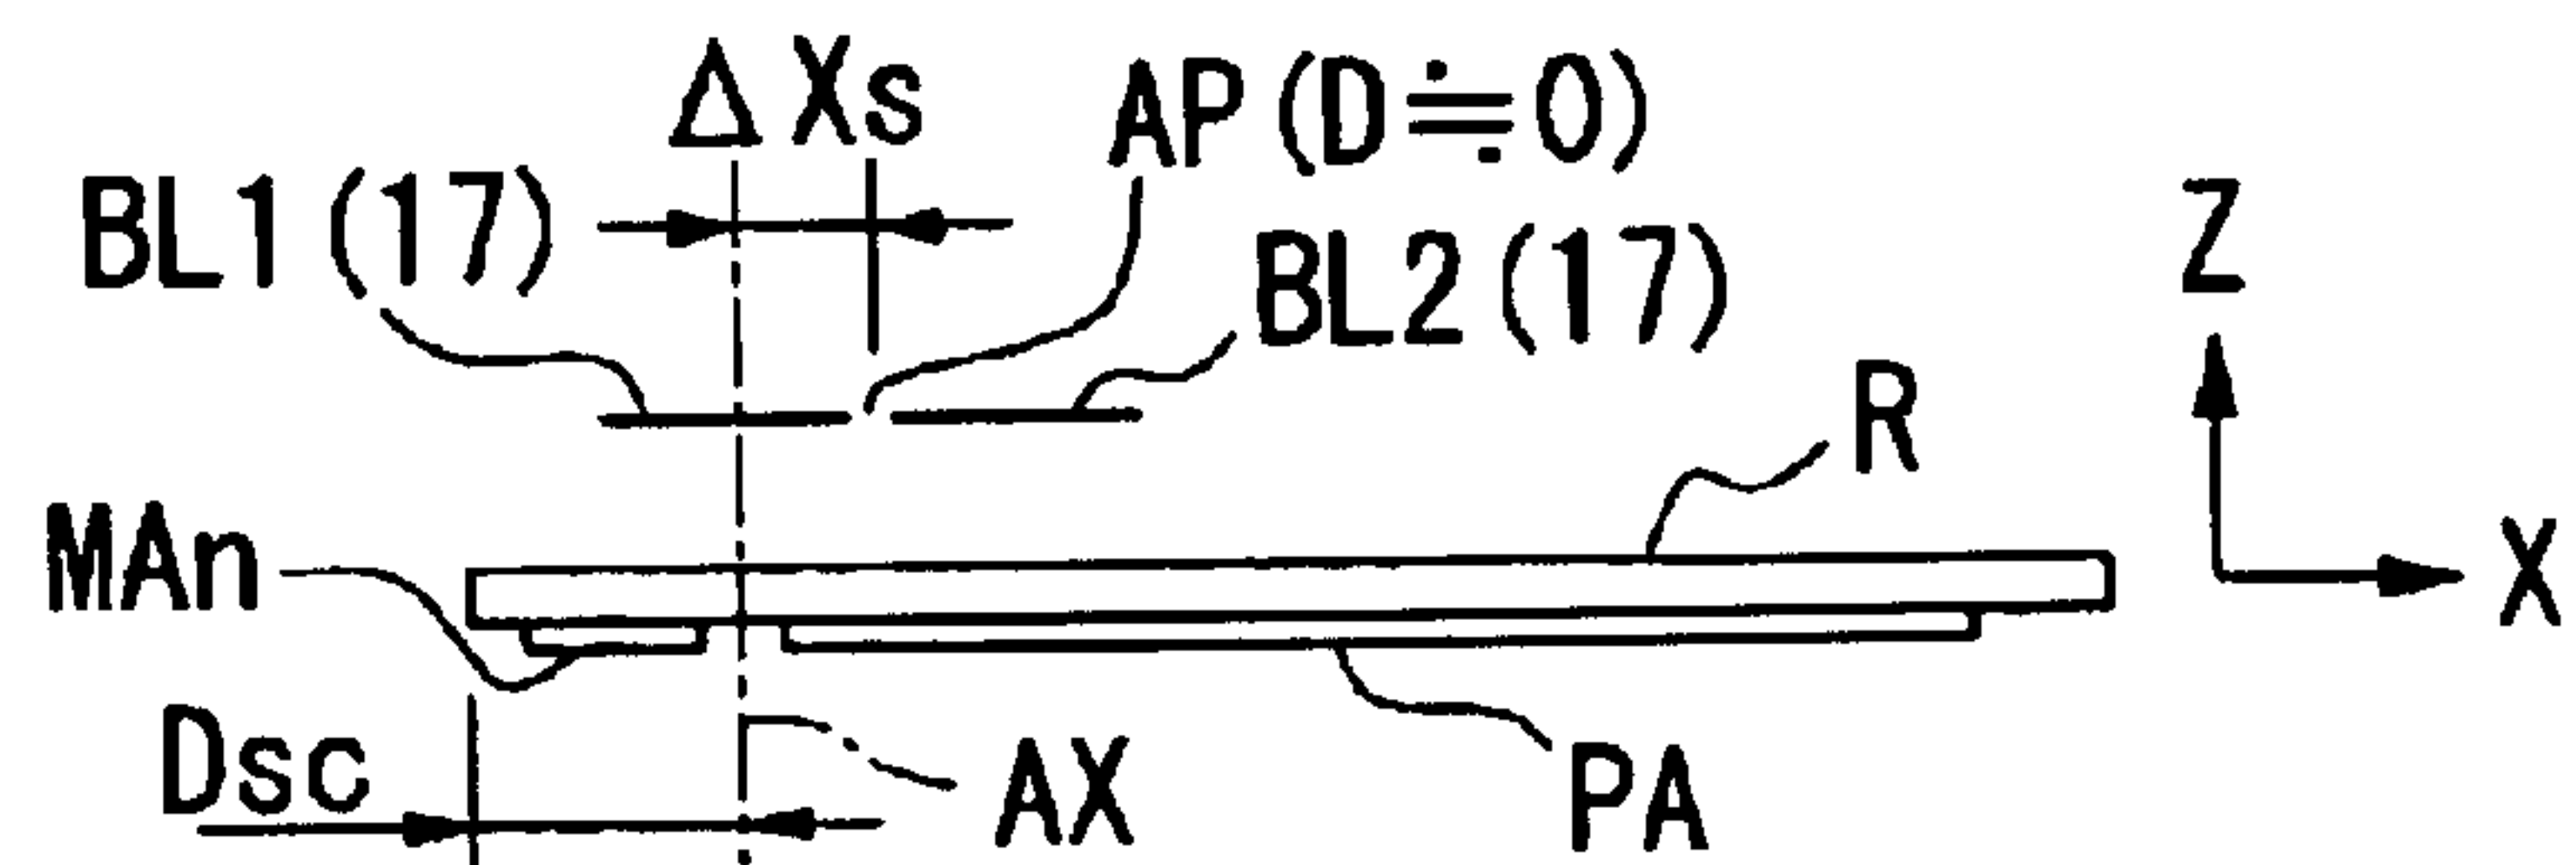 ΔXs
AP(D≒0)
BL1(17)
BL2(17)
Z
R
MAn
X
Dsc
AX
PA